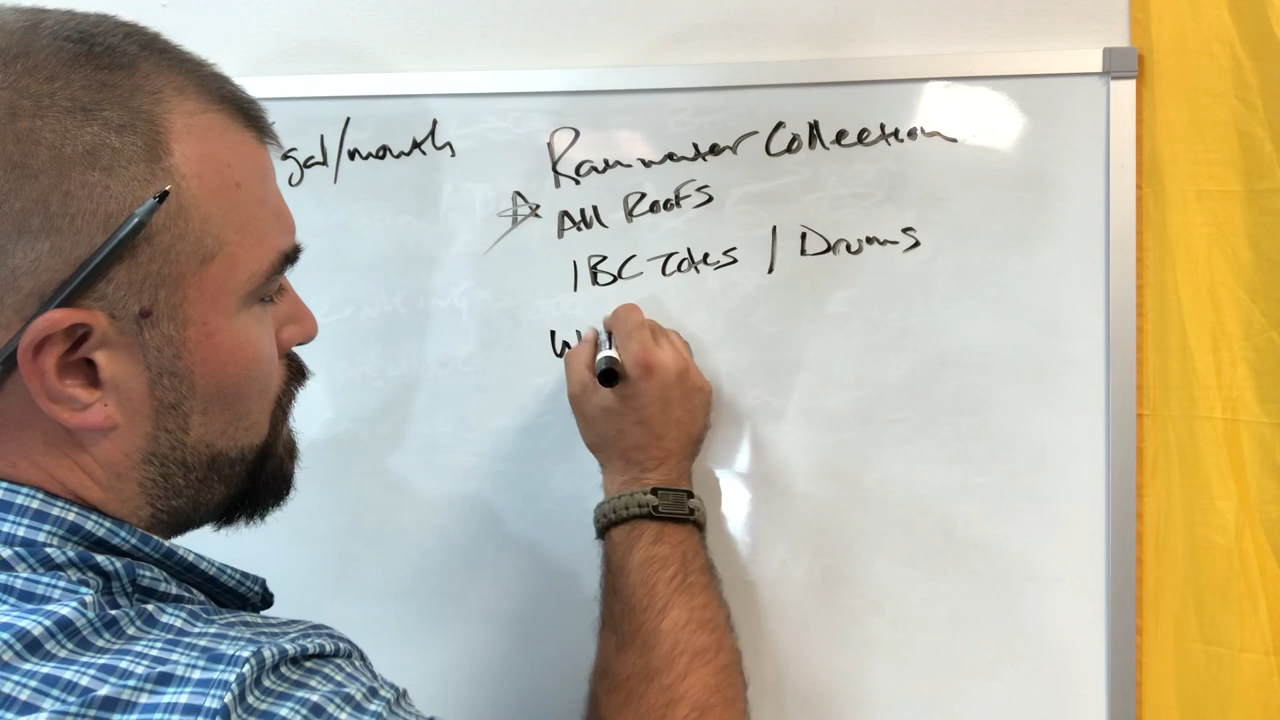 gal/month
Rainwater Collection
All Roofs
IBC Totes / Drums